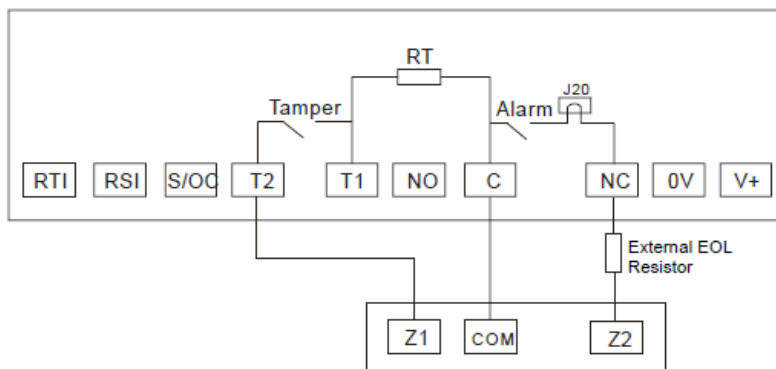 RT
J20
Tamper
Alarm
RTI RSI S/OC T2 T1 NO C NC 0V V+
External EOL
Resistor
Z1 COM Z2